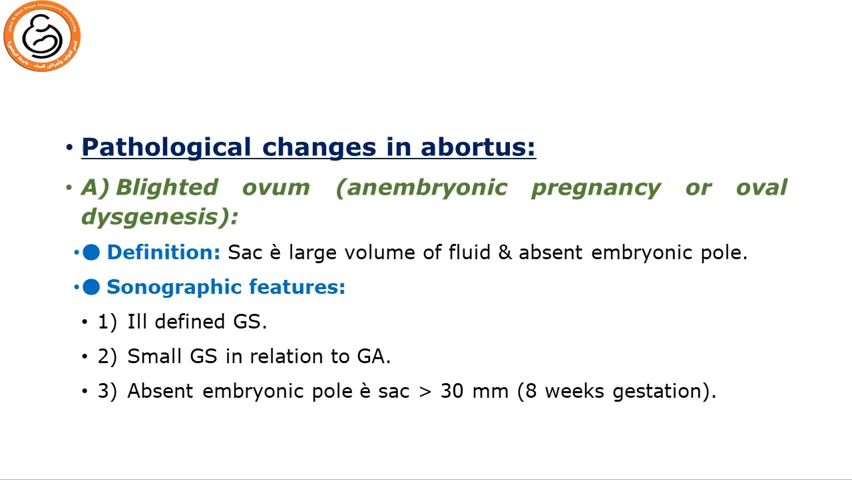 • Pathological changes in abortus:
• A) Blighted ovum (anembryonic pregnancy or oval
dysgenesis):
•● Definition: Sac è large volume of fluid & absent embryonic pole.
•● Sonographic features:
• 1) Ill defined GS.
• 2) Small GS in relation to GA.
• 3) Absent embryonic pole è sac > 30 mm (8 weeks gestation).